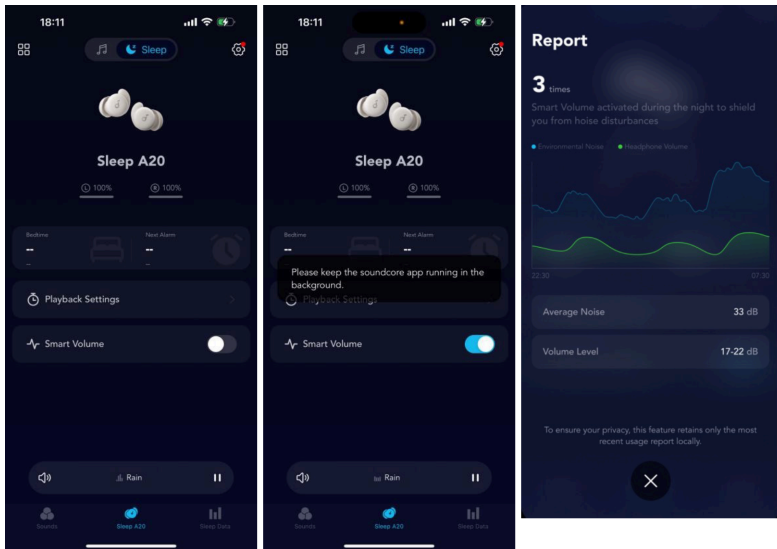 18:11
Sleep
Sleep A20
L 100% R 100%
Bedtime Next Alarm
-- --
–
Playback Settings
Smart Volume
Rain
Sounds Sleep A20 Sleep Data
18:11
Sleep
Sleep A20
L 100% R 100%
Bedtime Next Alarm
-- --
Please keep the soundcore app running in the
background.
Playback Settings
Smart Volume
Rain
Sounds Sleep A20 Sleep Data
Report
3 times
Smart Volume activated during the night to shield
you from hoise disturbances
Environmental Noise Headphone Volume
22:30 07:30
Average Noise 33 dB
Volume Level 17-22 dB
To ensure your privacy, this feature retains only the most
recent usage report locally.